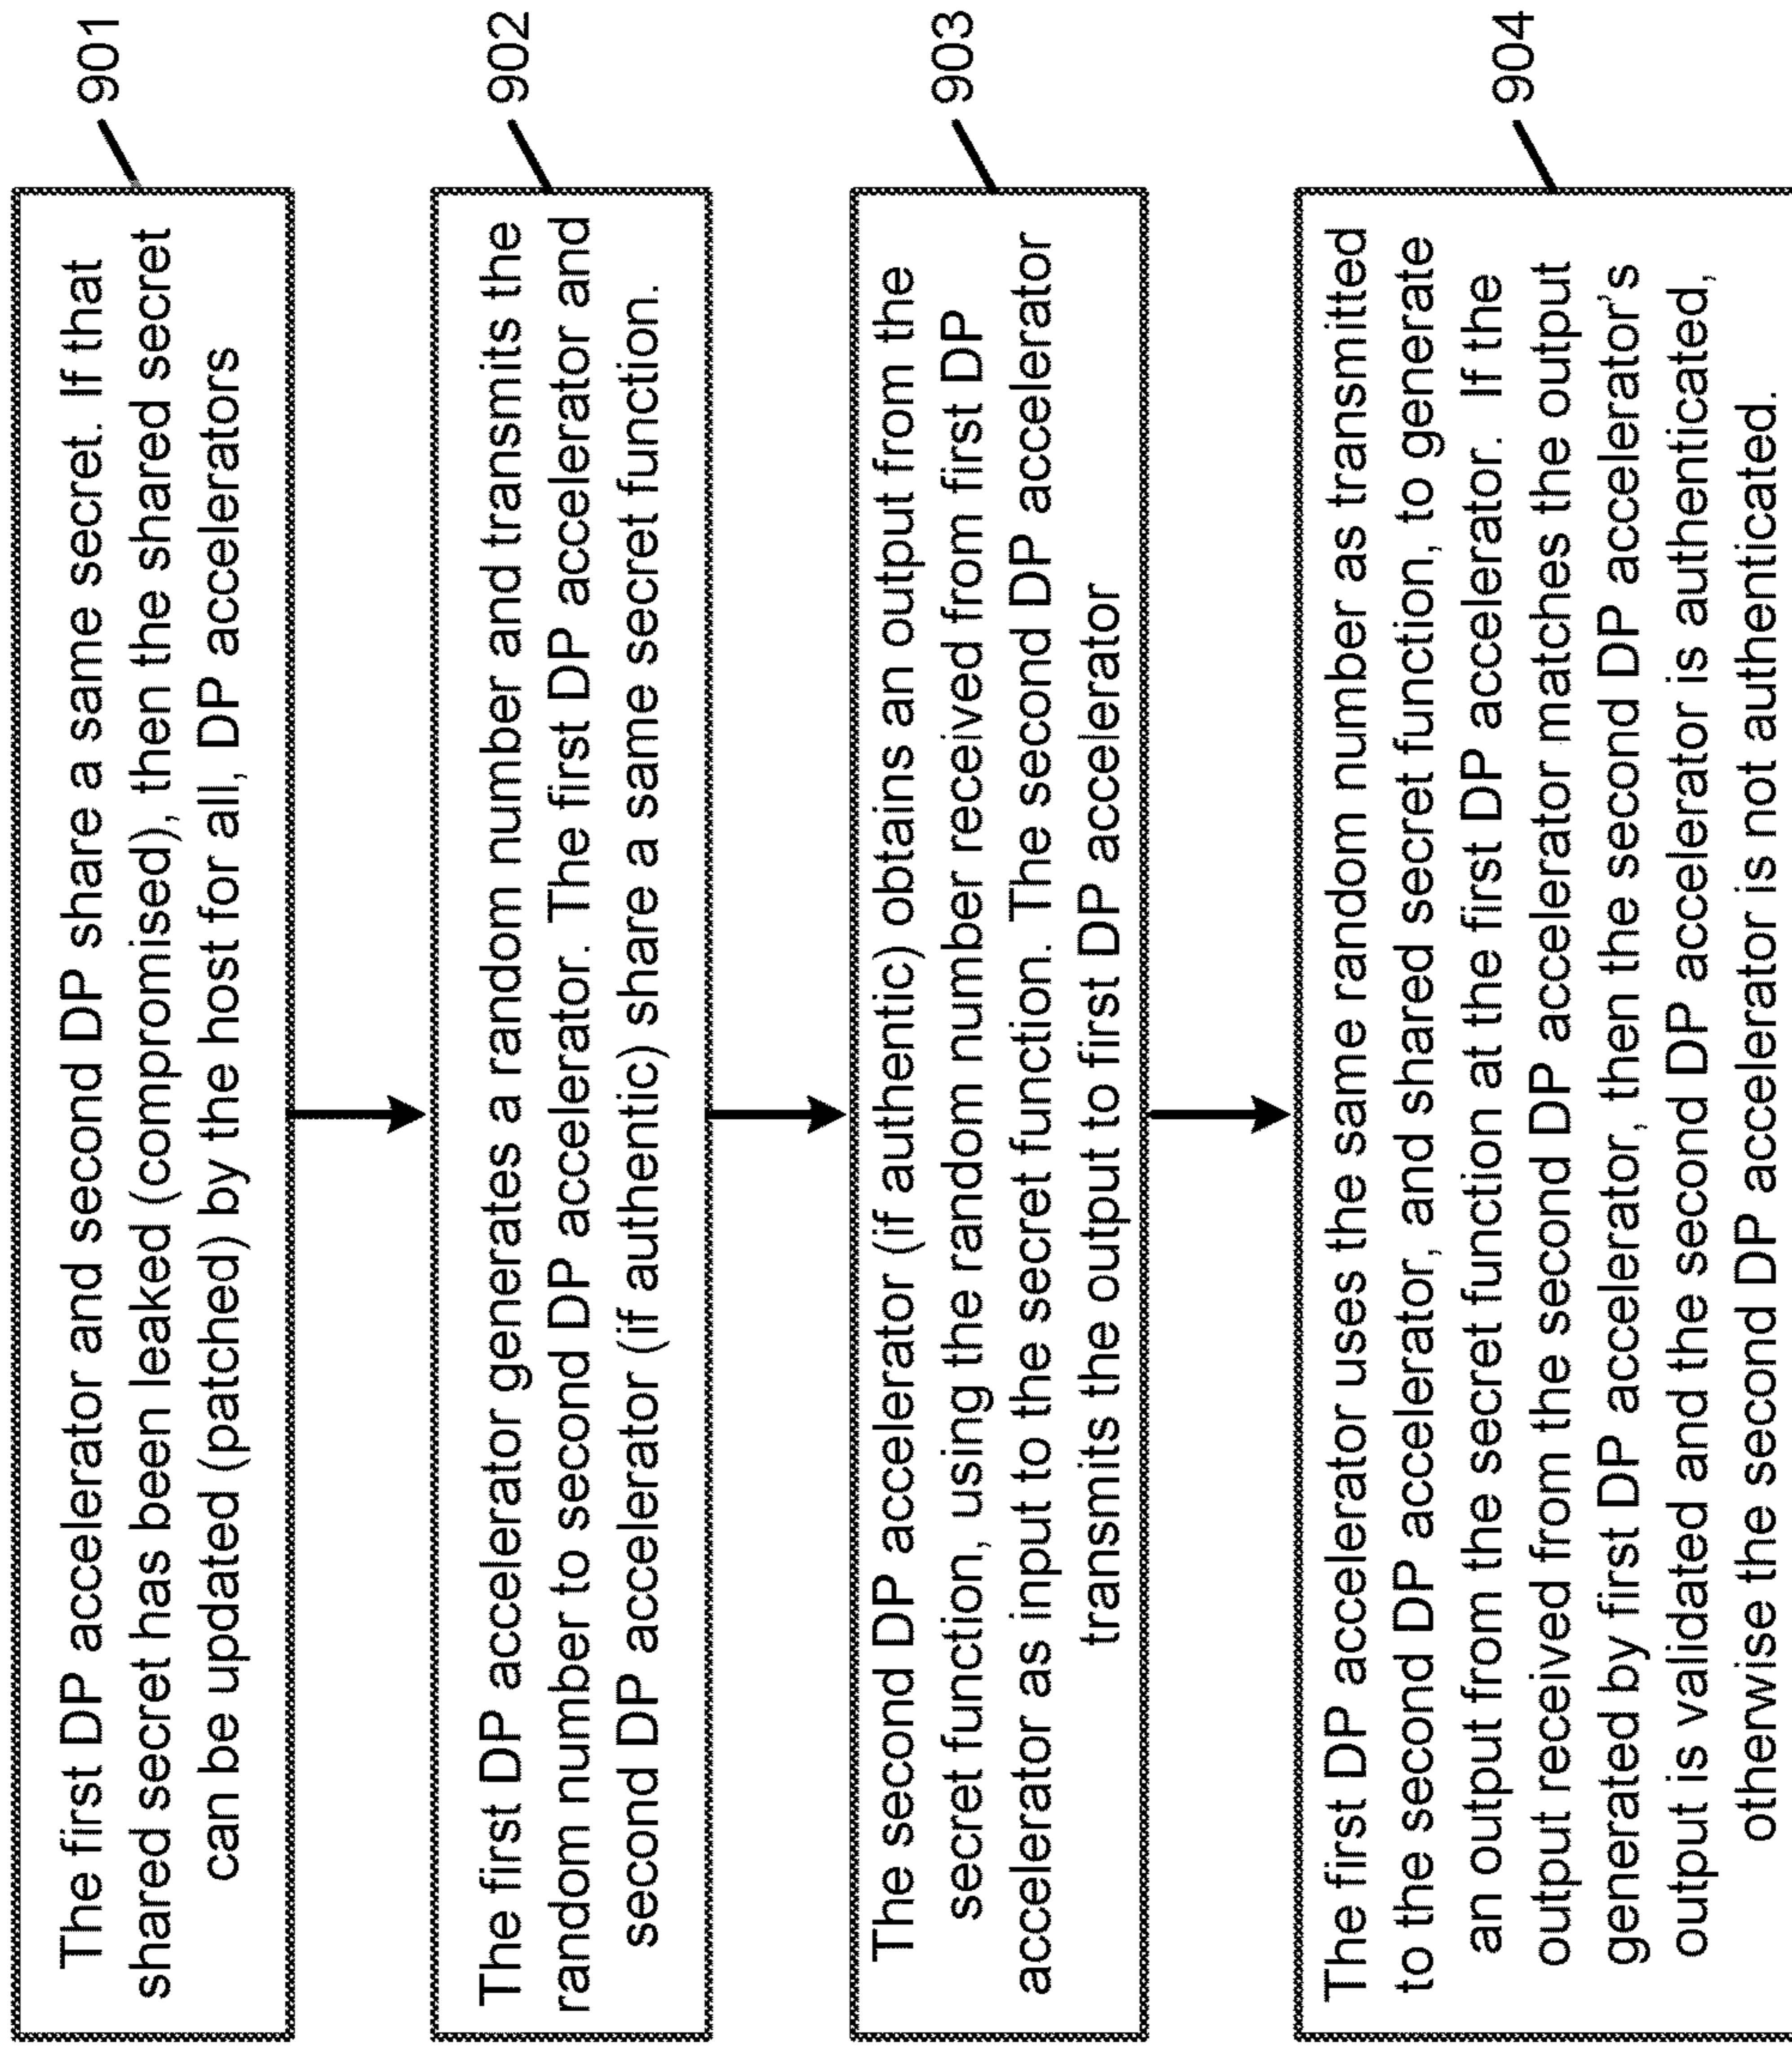 The first DP accelerator and second DP share a same secret. If that
shared secret has been leaked (compromised), then the shared secret
can be updated (patched) by the host for all, DP accelerators
901
The first DP accelerator generates a random number and transmits the
random number to second DP accelerator. The first DP accelerator and
second DP accelerator (if authentic) share a same secret function.
902
The second DP accelerator (if authentic) obtains an output from the
secret function, using the random number received from first DP
accelerator as input to the secret function. The second DP accelerator
transmits the output to first DP accelerator
903
The first DP accelerator uses the same random number as transmitted
to the second DP accelerator, and shared secret function, to generate
an output from the secret function at the first DP accelerator. If the
output received from the second DP accelerator matches the output
generated by first DP accelerator, then the second DP accelerator's
output is validated and the second DP accelerator is authenticated,
otherwise the second DP accelerator is not authenticated.
904